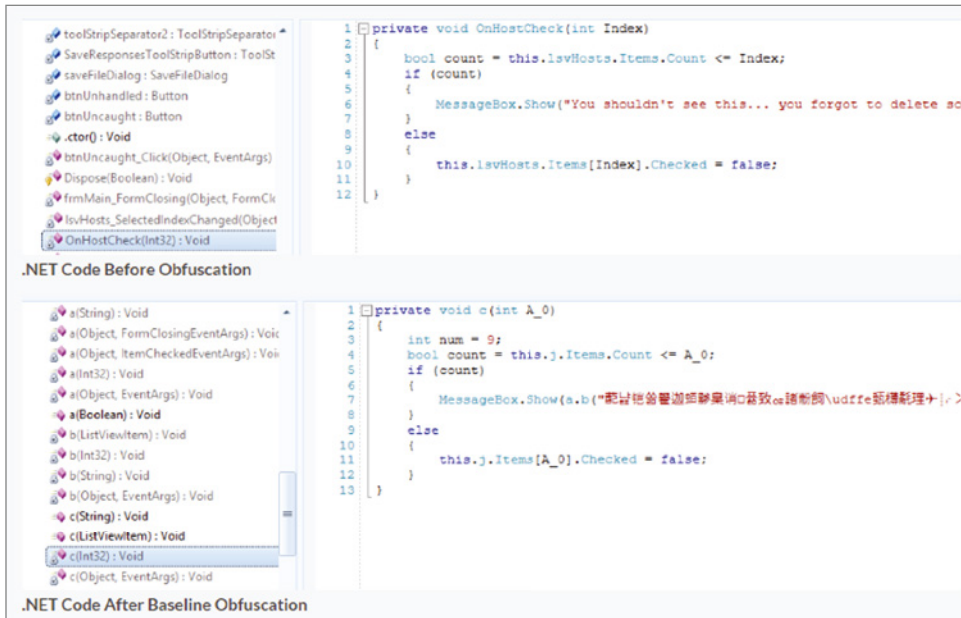 toolStripSeparator2 : ToolStripSeparator
SaveResponsesToolStripButton : ToolSt
saveFileDialog : SaveFileDialog
btnUnhandled : Button
btnUncaught : Button
.ctor() : Void
btnUncaught_Click(Object, EventArgs)
Dispose(Boolean) : Void
frmMain_FormClosing(Object, FormClo
lsvHosts_SelectedIndexChanged(Object
OnHostCheck(Int32) : Void
1 private void OnHostCheck(int Index)
2 {
3 bool count = this.lsvHosts.Items.Count <= Index;
4 if (count)
5 {
6 MessageBox.Show("You shouldn't see this... you forgot to delete so
7 }
8 else
9 {
10 this.lsvHosts.Items[Index].Checked = false;
11 }
12 }
.NET Code Before Obfuscation
a(String) : Void
a(Object, FormClosingEventArgs) : Voic
a(Object, ItemCheckedEventArgs) : Voi
a(Int32) : Void
a(Object, EventArgs) : Void
a(Boolean) : Void
b(ListViewItem) : Void
b(Int32) : Void
b(String) : Void
b(Object, EventArgs) : Void
c(String) : Void
c(ListViewItem) : Void
c(Int32) : Void
c(Object, EventArgs) : Void
1 private void c(int A_0)
2 {
3 int num = 9;
4 bool count = this.j.Items.Count <= A_0;
5 if (count)
6 {
7 MessageBox.Show(a.b("
8 }
9 else
10 {
11 this.j.Items[A_0].Checked = false;
12 }
13 }
.NET Code After Baseline Obfuscation